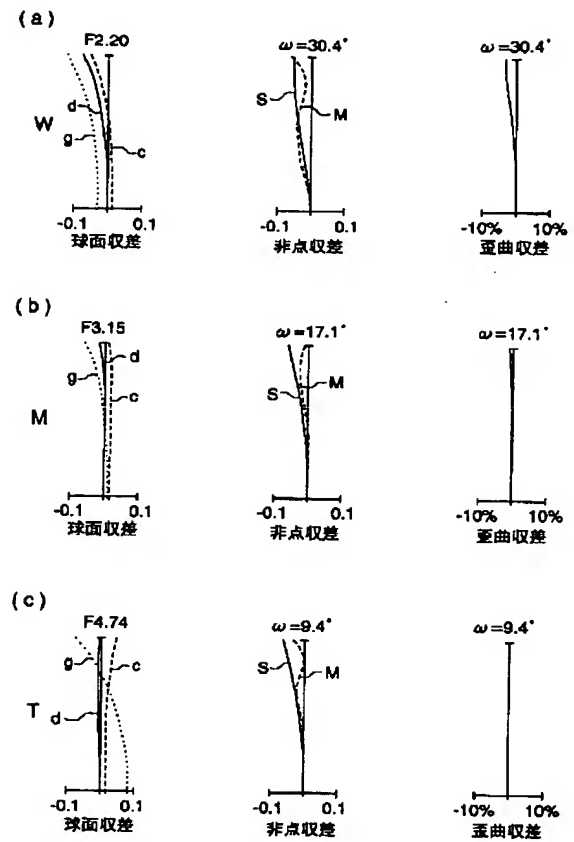 (a)
F2.20
ω=30.4°
ω=30.4°
d
S
M
W
g
c
-0.1 0.1
-0.1 0.1
-10% 10%
球面収差
非点収差
歪曲収差
(b)
F3.15
ω=17.1°
ω=17.1°
d
g
M
c
S
M
-0.1 0.1
-0.1 0.1
-10% 10%
球面収差
非点収差
歪曲収差
(c)
F4.74
ω=9.4°
ω=9.4°
g
c
S
M
T
d
-0.1 0.1
-0.1 0.1
-10% 10%
球面収差
非点収差
歪曲収差